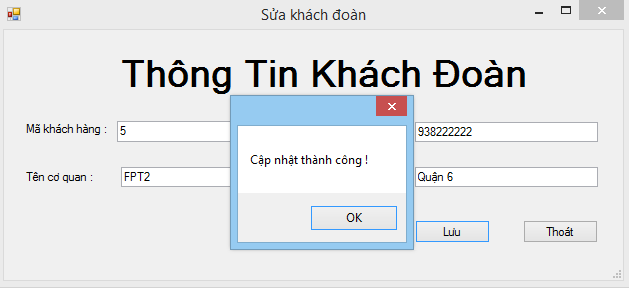 Sửa khách đoàn
Thông Tin Khách Đoàn
Mã khách hàng : 5 938222222
Cập nhật thành công !
Tên cơ quan : FPT2 Quận 6
OK
Lưu Thoát